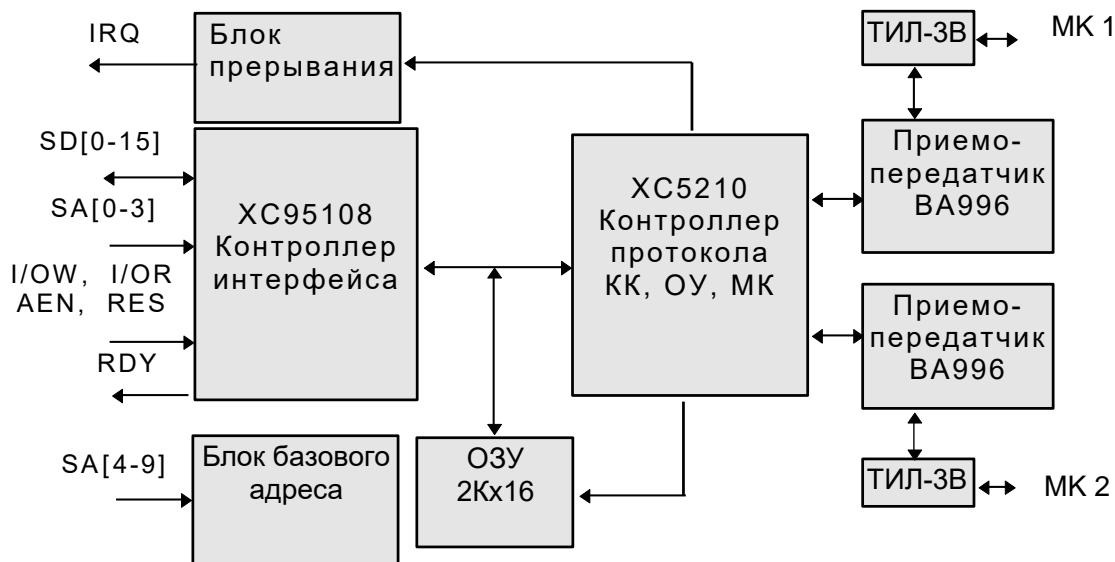 IRQ
Блок
прерывания
ТИЛ-3В
МК 1
SD[0-15]
SA[0-3]
I/OW, I/OR
AEN, RES
RDY
XC95108
Контроллер
интерфейса
XC5210
Контроллер
протокола
КК, ОУ, МК
Приемо-
передатчик
BA996
Приемо-
передатчик
BA996
SA[4-9]
Блок базового
адреса
ОЗУ
2Кх16
ТИЛ-3В
МК 2